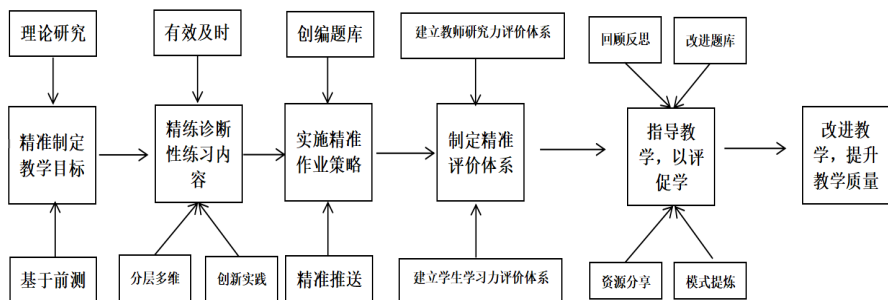 理论研究
有效及时
创编题库
建立教师研究力评价体系
回顾反思
改进题库
精准制定
教学目标
精练诊断
性练习内
容
实施精准
作业策略
制定精准
评价体系
指导教
学，以评
促学
改进教
学，提升
教学质量
基于前测
分层多维
创新实践
精准推送
建立学生学习力评价体系
资源分享
模式提炼